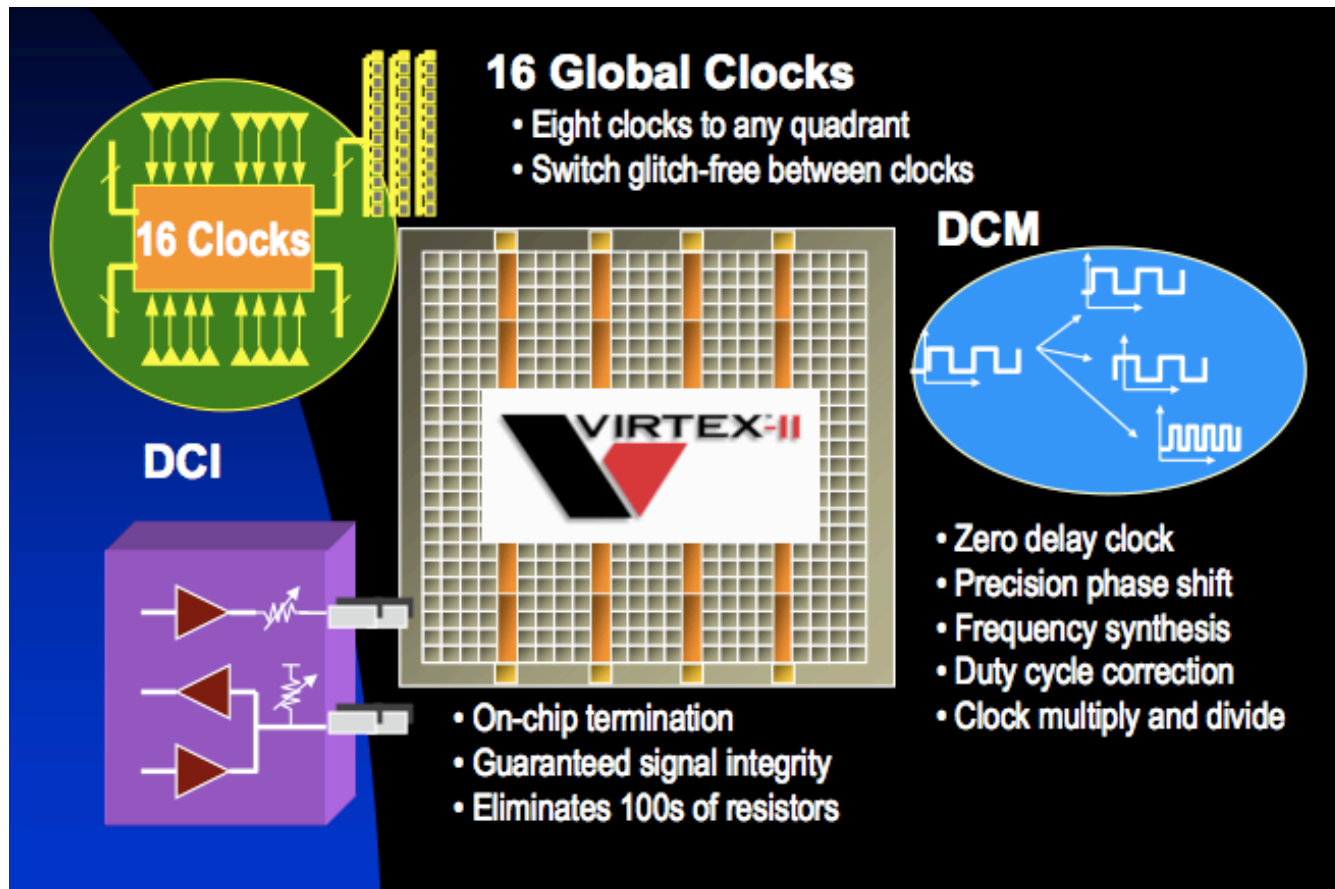 16 Global Clocks
• Eight clocks to any quadrant
• Switch glitch-free between clocks
16 Clocks
DCM
VIRTEX™-II
DCI
• Zero delay clock
• Precision phase shift
• Frequency synthesis
• Duty cycle correction
• Clock multiply and divide
• On-chip termination
• Guaranteed signal integrity
• Eliminates 100s of resistors